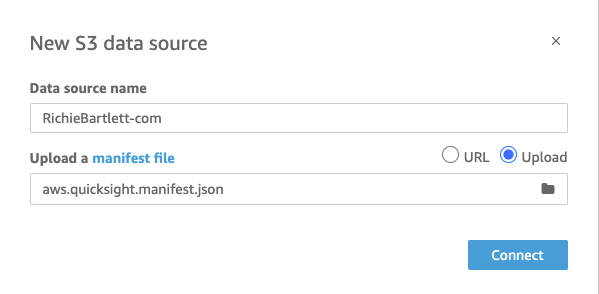 New S3 data source
Data source name
RichieBartlett-com
Upload a manifest file URL Upload
aws.quicksight.manifest.json
Connect